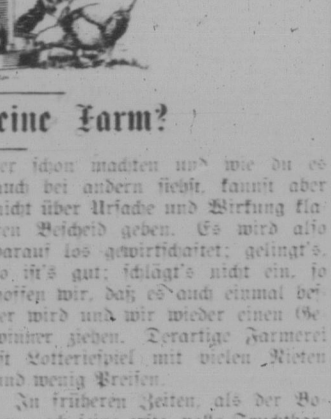 eine Farm?
er schon machten und wie du es
auch bei andern siehst, kannst aber
nicht über Ursache und Wirkung kla-
ren Bescheid geben. Es wird also
darauf los gewirtschaftet; gelingt's,
so ist's gut; schlägt's nicht ein, so
hoffen wir, daß es auch einmal bes-
er wird und wir wieder einen Ge-
winner ziehen. Derartige Farmerei
ist Lotteriespiel mit vielen Nieten
und wenig Preisen.
In früheren Zeiten, als der Bo-